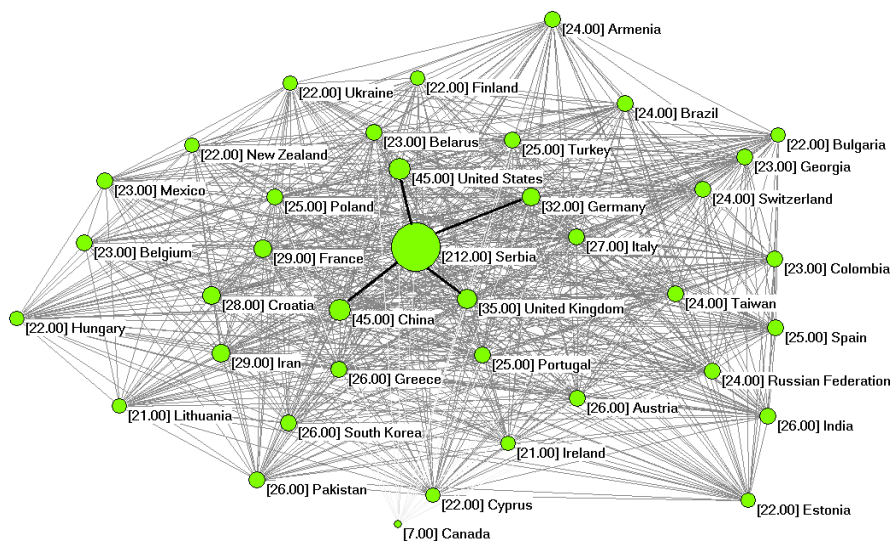 [24.00] Armenia
[22.00] Ukraine
[22.00] Finland
[24.00] Brazil
[23.00] Belarus
[25.00] Turkey
[22.00] Bulgaria
[22.00] New Zealand
[23.00] Georgia
[45.00] United States
[23.00] Mexico
[24.00] Switzerland
[25.00] Poland
[32.00] Germany
[23.00] Belgium
[29.00] France
[27.00] Italy
[212.00] Serbia
[23.00] Colombia
[28.00] Croatia
[35.00] United Kingdom
[24.00] Taiwan
[45.00] China
[22.00] Hungary
[25.00] Spain
[29.00] Iran
[25.00] Portugal
[26.00] Greece
[24.00] Russian Federation
[21.00] Lithuania
[26.00] Austria
[26.00] India
[26.00] South Korea
[21.00] Ireland
[26.00] Pakistan
[22.00] Cyprus
[22.00] Estonia
[7.00] Canada